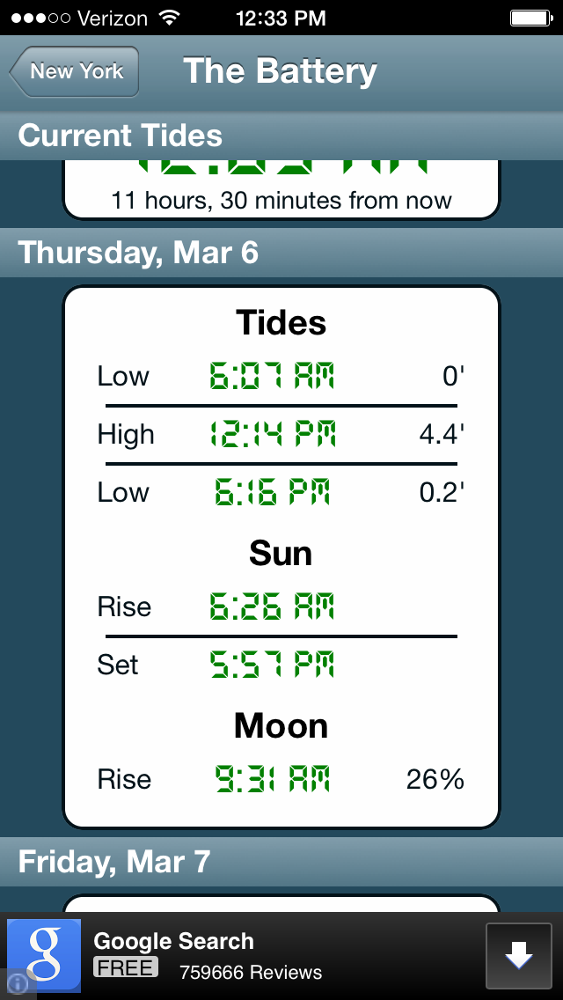 Verizon 12:33 PM
New York The Battery
Current Tides
11 hours, 30 minutes from now
Thursday, Mar 6
Tides
Low 6:07 AM 0'
High 12:14 PM 4.4'
Low 6:16 PM 0.2'
Sun
Rise 6:26 AM
Set 5:57 PM
Moon
Rise 9:31 AM 26%
Friday, Mar 7
g Google Search
FREE 759666 Reviews